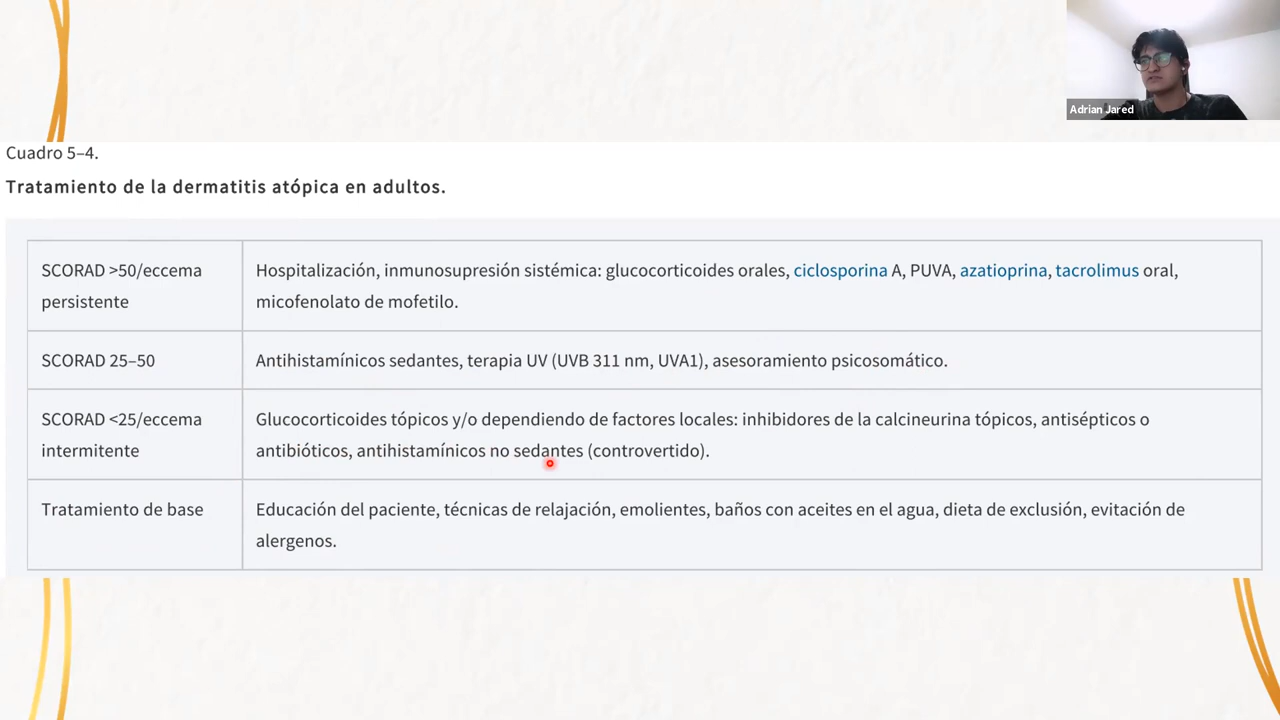 Adrian Jared
Cuadro 5–4.
Tratamiento de la dermatitis atópica en adultos.
SCORAD >50/eccema
persistente
Hospitalización, inmunosupresión sistémica: glucocorticoides orales, ciclosporina A, PUVA, azatioprina, tacrolimus oral,
micofenolato de mofetilo.
SCORAD 25–50
Antihistamínicos sedantes, terapia UV (UVB 311 nm, UVA1), asesoramiento psicosomático.
SCORAD <25/eccema
intermitente
Glucocorticoides tópicos y/o dependiendo de factores locales: inhibidores de la calcineurina tópicos, antisépticos o
antibióticos, antihistamínicos no sedantes (controvertido).
Tratamiento de base
Educación del paciente, técnicas de relajación, emolientes, baños con aceites en el agua, dieta de exclusión, evitación de
alergenos.